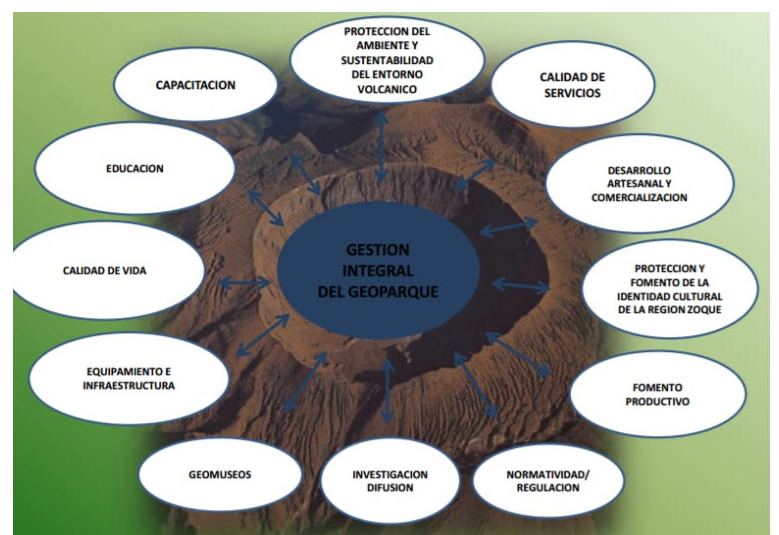 PROTECCION DEL
AMBIENTE Y
SUSTENTABILIDAD
DEL ENTORNO
VOLCANICO
CAPACITACION
CALIDAD DE
SERVICIOS
EDUCACION
DESARROLLO
ARTESANAL Y
COMERCIALIZACION
GESTION
INTEGRAL
DEL GEOPARQUE
CALIDAD DE VIDA
PROTECCION Y
FOMENTO DE LA
IDENTIDAD CULTURAL
DE LA REGION ZOQUE
EQUIPAMIENTO E
INFRAESTRUCTURA
FOMENTO
PRODUCTIVO
GEOMUSEOS
INVESTIGACION
DIFUSION
NORMATIVIDAD/
REGULACION